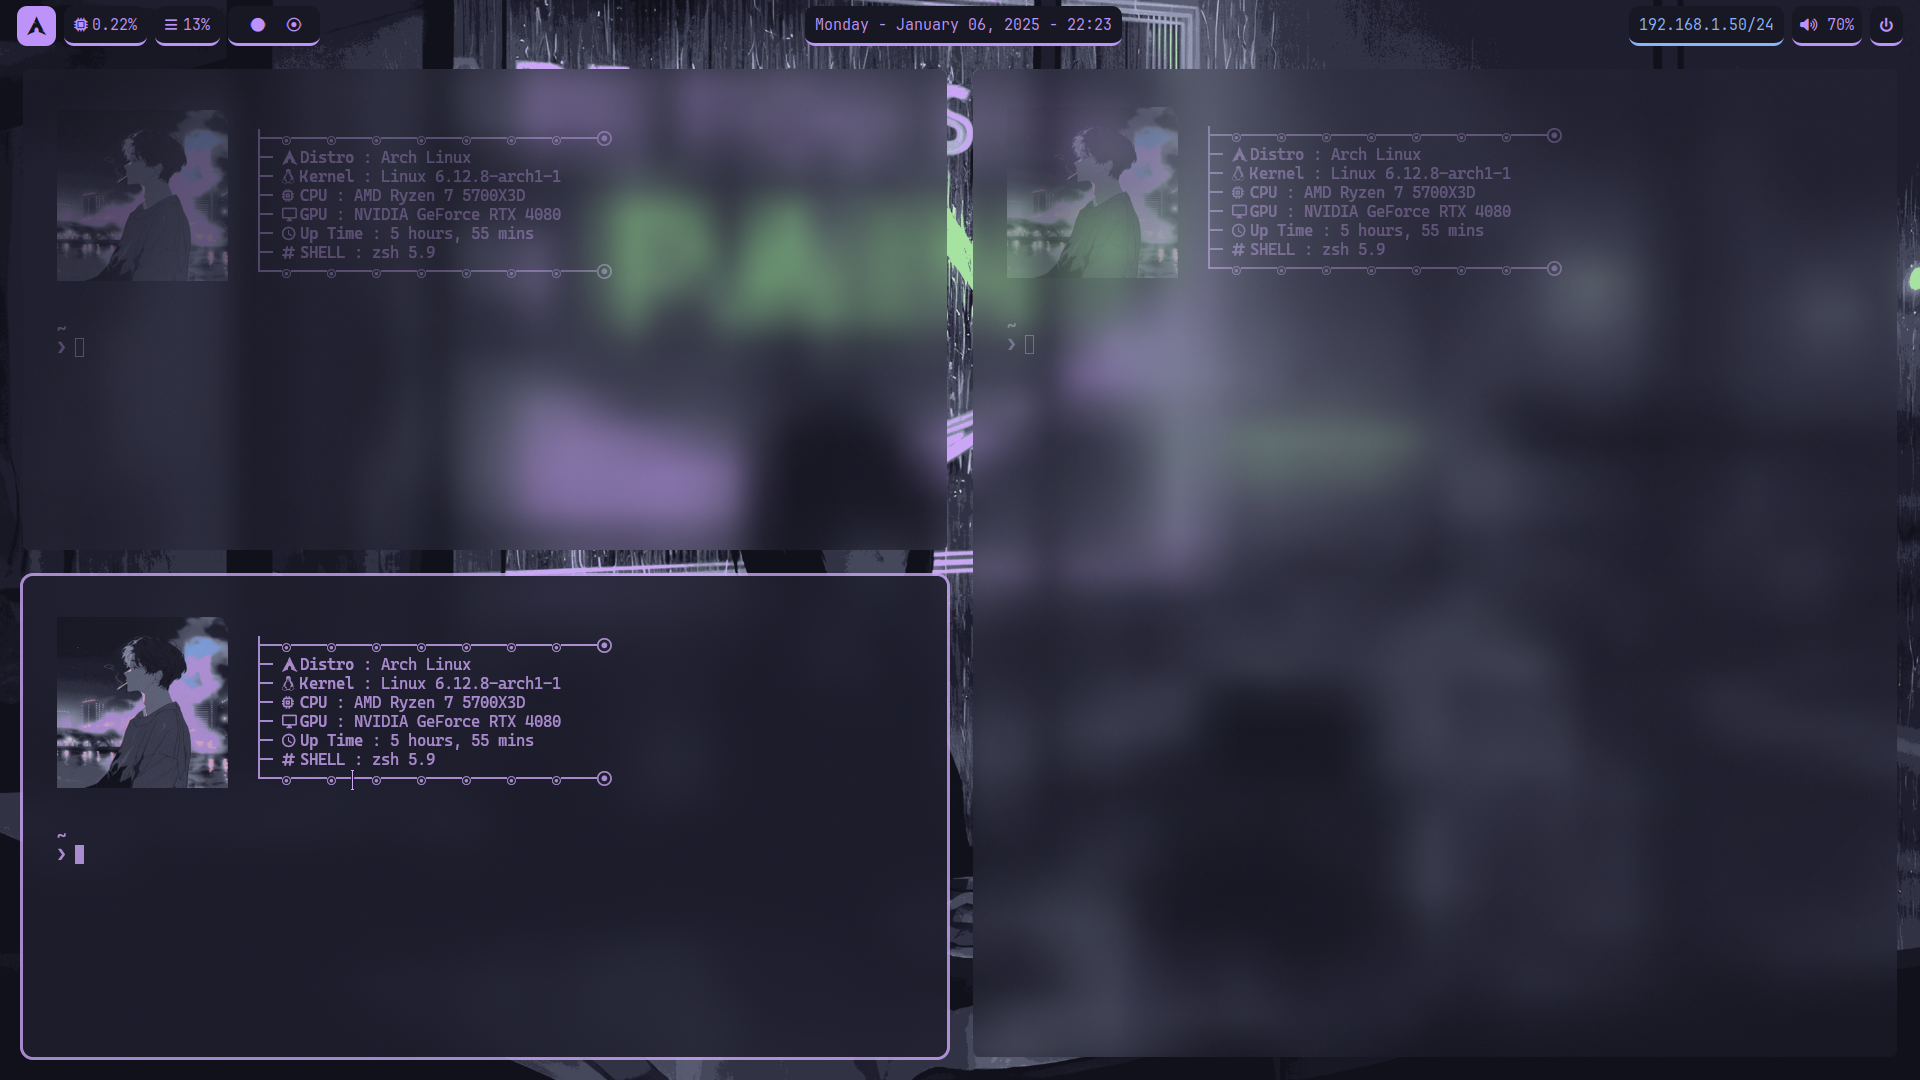 0.22%
13%
Monday - January 06, 2025 - 22:23
192.168.1.50/24
70%
Distro : Arch Linux
Kernel : Linux 6.12.8-arch1-1
CPU : AMD Ryzen 7 5700X3D
GPU : NVIDIA GeForce RTX 4080
Up Time : 5 hours, 55 mins
# SHELL : zsh 5.9
~
❯
Distro : Arch Linux
Kernel : Linux 6.12.8-arch1-1
CPU : AMD Ryzen 7 5700X3D
GPU : NVIDIA GeForce RTX 4080
Up Time : 5 hours, 55 mins
# SHELL : zsh 5.9
~
❯
Distro : Arch Linux
Kernel : Linux 6.12.8-arch1-1
CPU : AMD Ryzen 7 5700X3D
GPU : NVIDIA GeForce RTX 4080
Up Time : 5 hours, 55 mins
# SHELL : zsh 5.9
~
❯